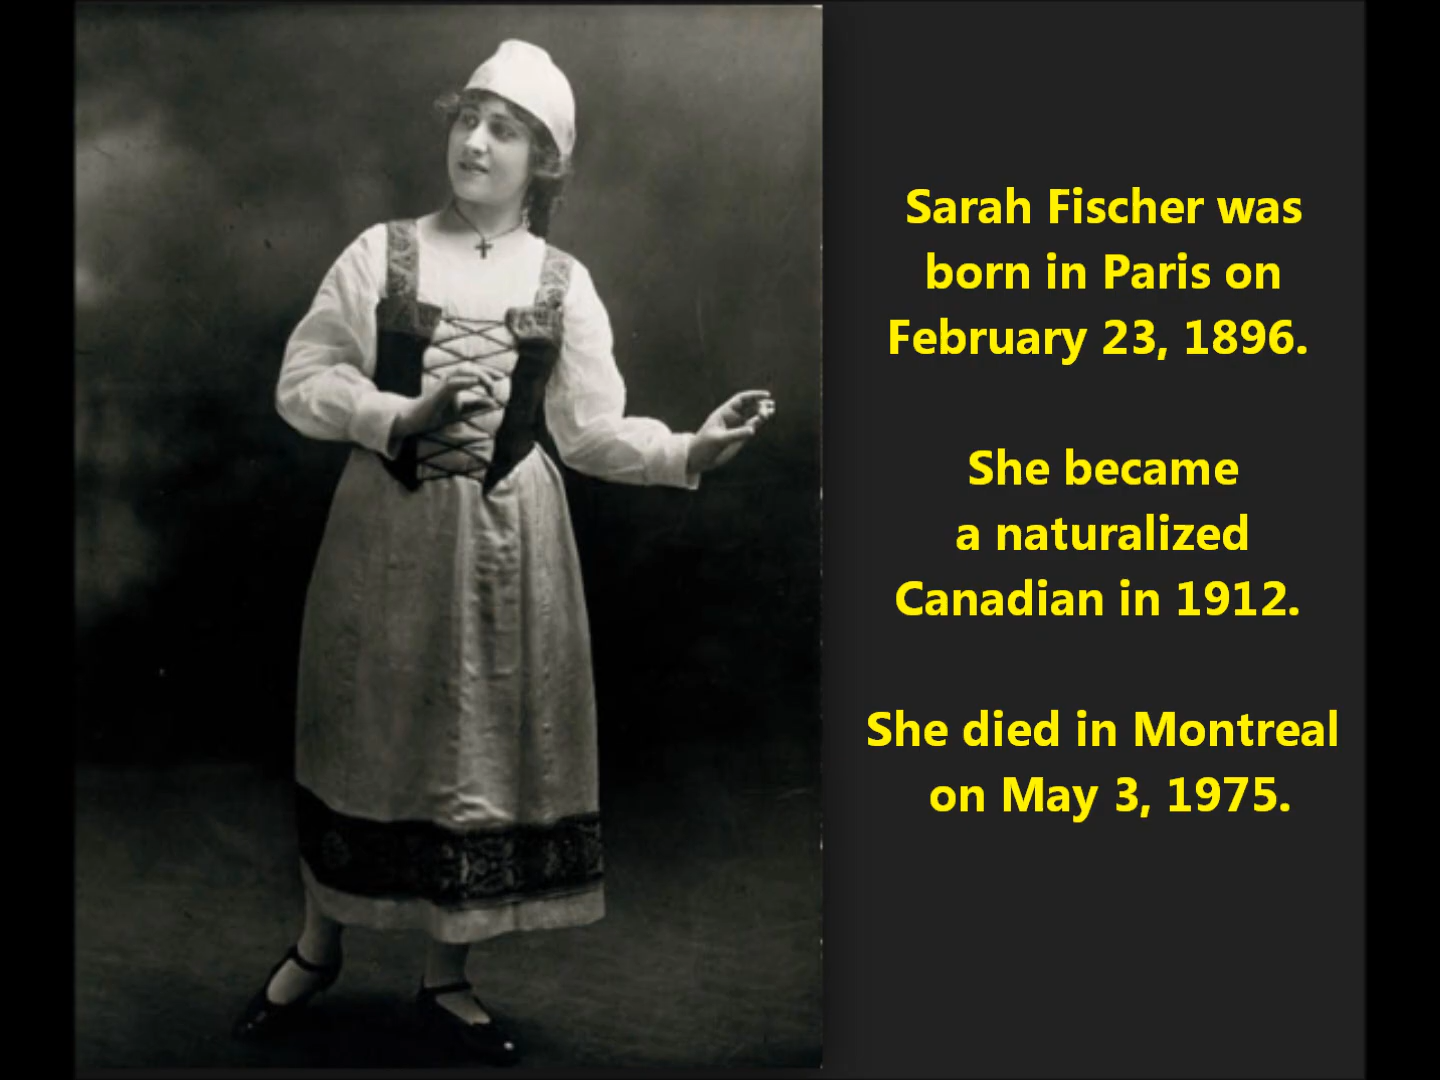 Sarah Fischer was
born in Paris on
February 23, 1896.
She became
a naturalized
Canadian in 1912.
She died in Montreal
on May 3, 1975.